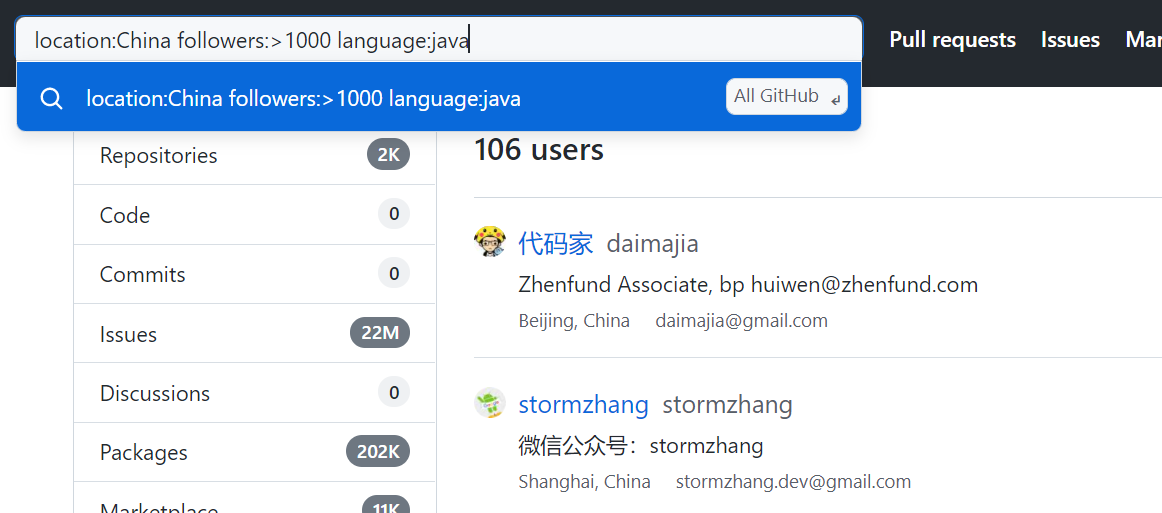 location:China followers:>1000 language:java
Pull requests Issues Mar
location:China followers:>1000 language:java All GitHub
106 users
Repositories 2K
Code 0
Commits 0
Issues 22M
Discussions 0
Packages 202K
Marketplace 11K
代码家 daimajia
Zhenfund Associate, bp huiwen@zhenfund.com
Beijing, China daimajia@gmail.com
stormzhang stormzhang
微信公众号：stormzhang
Shanghai, China stormzhang.dev@gmail.com